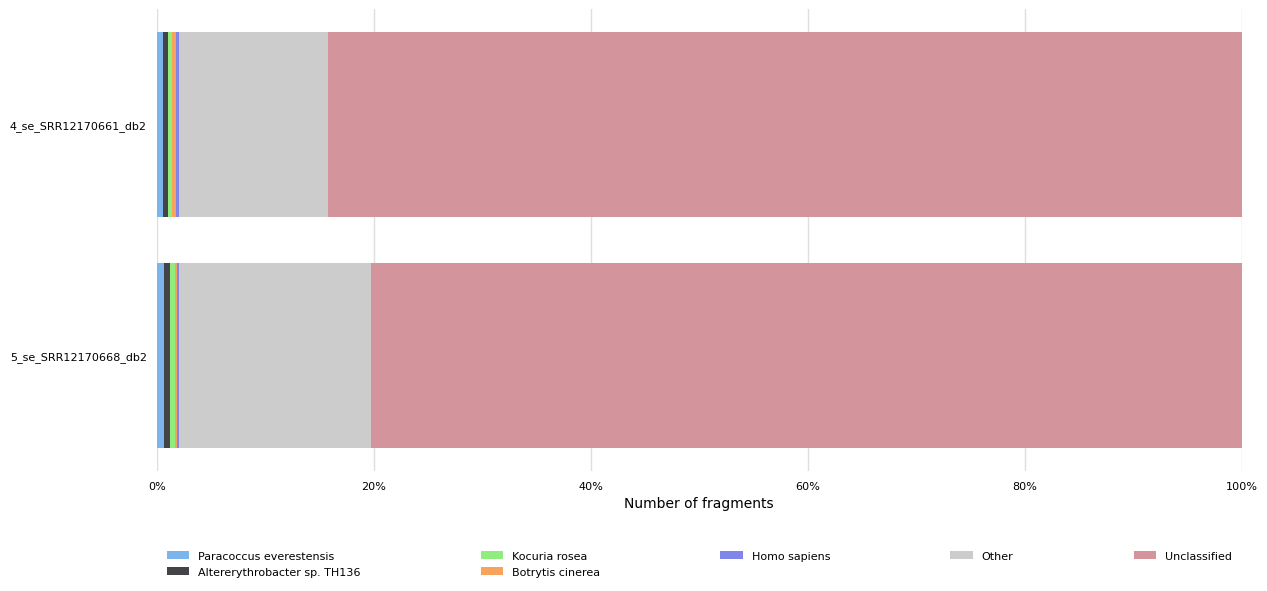 4_se_SRR12170661_db2
5_se_SRR12170668_db2
0% 20% 40% 60% 80% 100%
Number of fragments
Paracoccus everestensis Kocuria rosea Homo sapiens Other Unclassified
Altererythrobacter sp. TH136 Botrytis cinerea